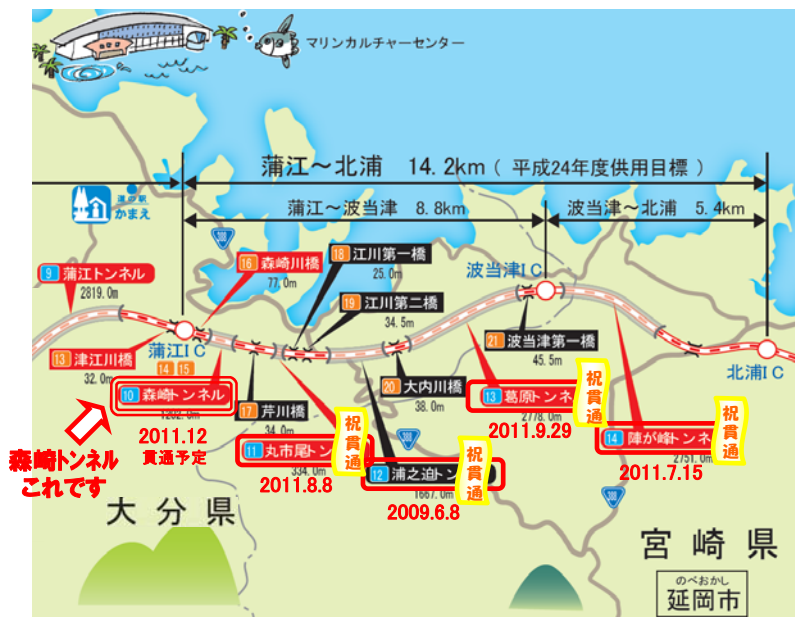 マリンカルチャーセンター
蒲江～北浦 14.2km（平成24年度供用目標）
道の駅
かまえ
蒲江～波当津 8.8km
波当津～北浦 5.4km
388
18 江川第一橋
25.0m
16 森崎川橋
77.0m
9 蒲江トンネル
2819.0m
19 江川第二橋
34.5m
波当津IC
21 波当津第一橋
45.5m
13 津江川橋
32.0m
蒲江IC
14 15
北浦IC
20 大内川橋
38.0m
10 森崎トンネル
1202.0m
17 芹川橋
34.0m
13 葛原トンネ
2778.0m
祝貫通
2011.9.29
14 陣が峰トンネ
2751.0m
祝貫通
2011.7.15
2011.12
貫通予定
11 丸市尾ト
334.0m
祝貫通
2011.8.8
388
12 浦之迫トン
1667.0m
祝貫通
2009.6.8
森崎トンネル
これです
388
大分県
宮崎県
のべおかし
延岡市